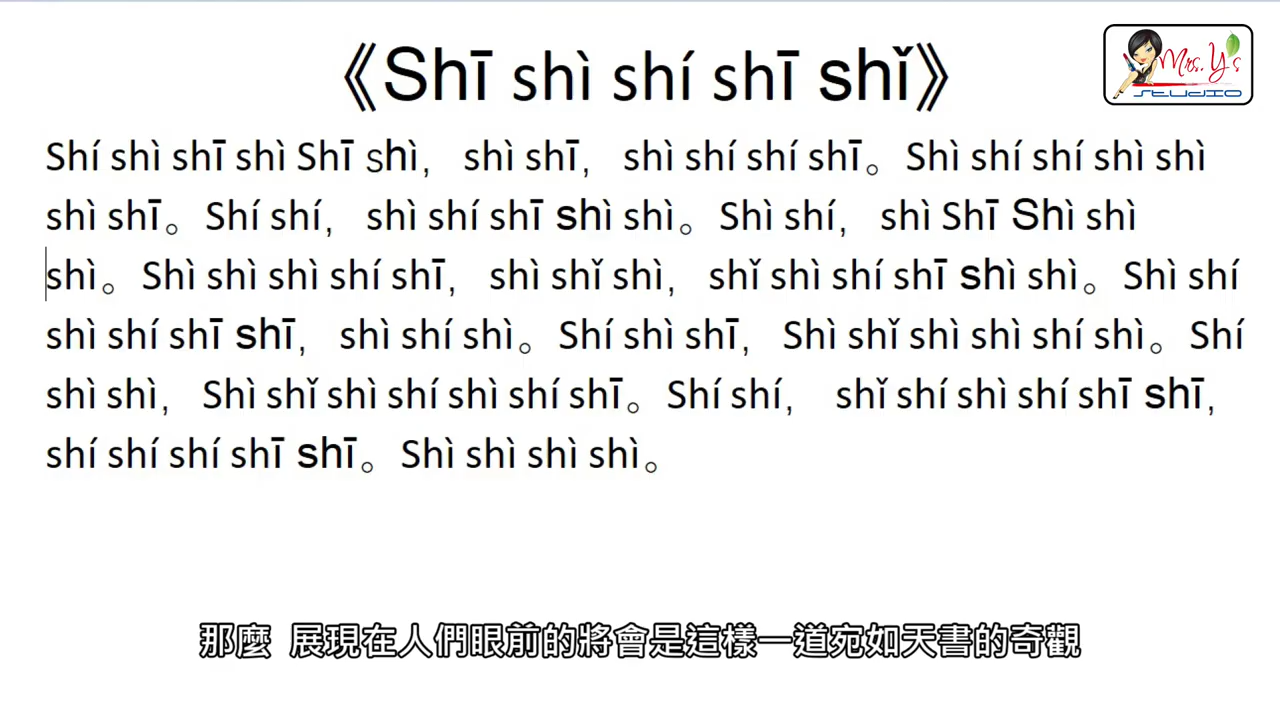 《Shī shì shí shī shǐ》
Mrs. Y's
STUDIO
Shí shì shī shì Shī shì, shì shī, shì shí shí shī。Shì shí shí shì shì
shì shī。Shí shí, shì shí shī shì shì。Shì shí, shì Shī Shì shì
shì。Shì shì shì shí shī, shì shǐ shì, shǐ shì shí shī shì shì。Shì shí
shì shí shī shī, shì shí shì。Shí shì shī, Shì shǐ shì shì shí shì。Shí
shì shì, Shì shǐ shì shí shì shí shī。Shí shí, shǐ shí shì shí shī shī,
shí shí shí shī shī。Shì shì shì shì。
那麼 展現在人們眼前的將會是這樣一道宛如天書的奇觀